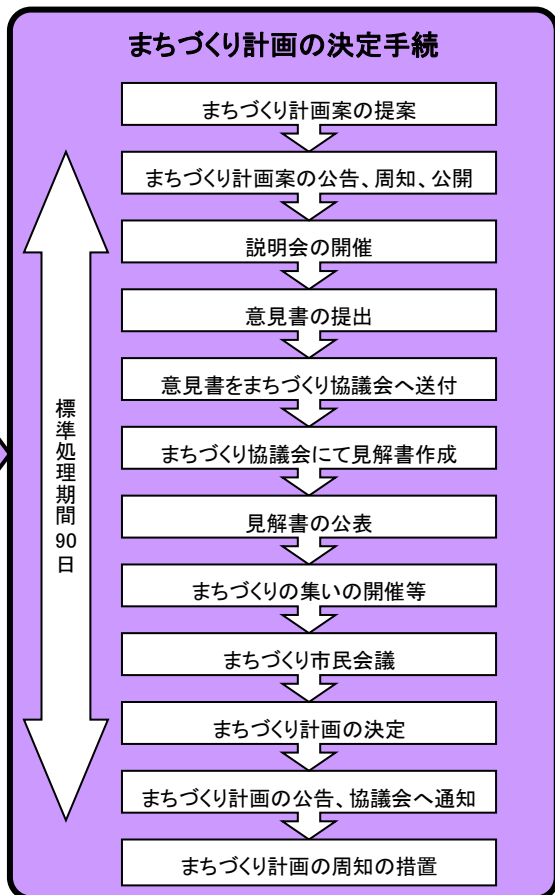 まちづくり計画の決定手続
まちづくり計画案の提案
まちづくり計画案の公告、周知、公開
説明会の開催
意見書の提出
意見書をまちづくり協議会へ送付
まちづくり協議会にて見解書作成
見解書の公表
まちづくりの集いの開催等
まちづくり市民会議
まちづくり計画の決定
まちづくり計画の公告、協議会へ通知
まちづくり計画の周知の措置
標準処理期間90日